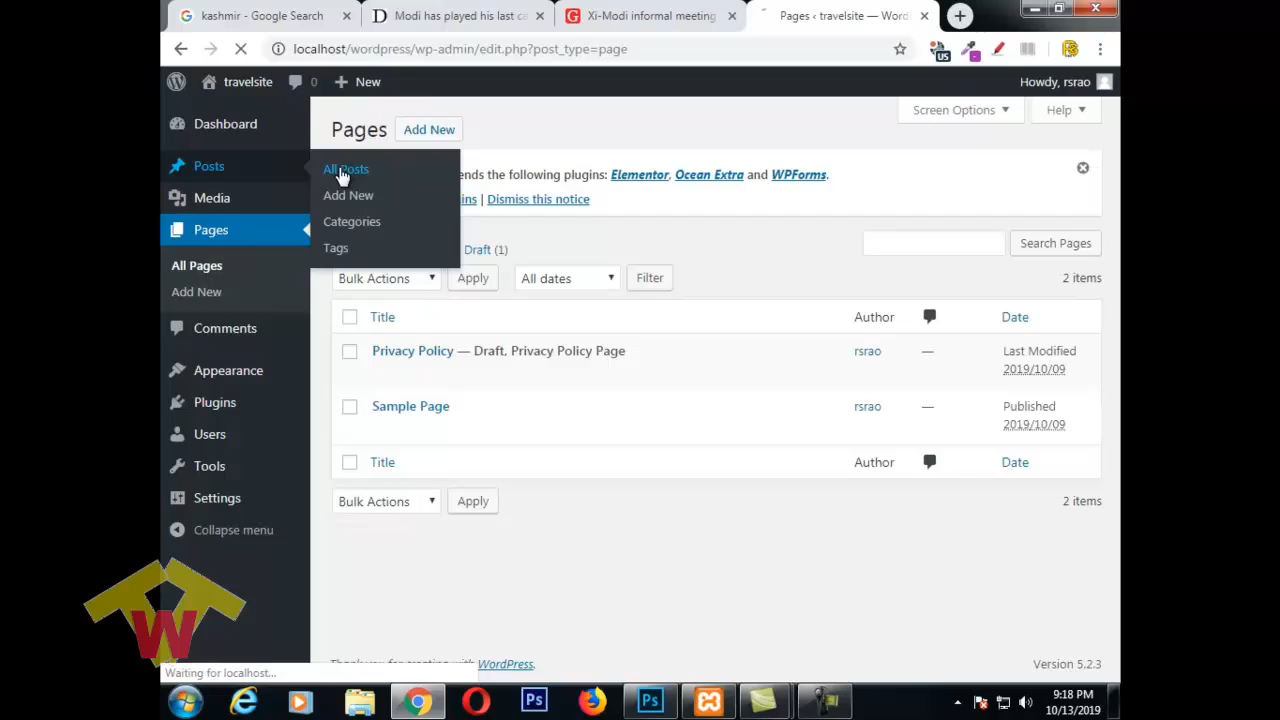 kashmir - Google Search
Modi has played his last ca
Xi-Modi informal meeting
Pages ‹ travelsite — Word
localhost/wordpress/wp-admin/edit.php?post_type=page
US
travelsite
0
New
Howdy, rsrao
Dashboard
Posts
Media
Pages
All Pages
Add New
Comments
Appearance
Plugins
Users
Tools
Settings
Collapse menu
Pages
Add New
Screen Options
Help
All Posts
Add New
Categories
Tags
ends the following plugins: Elementor, Ocean Extra and WPForms.
ins | Dismiss this notice
Draft (1)
Search Pages
Bulk Actions
Apply
All dates
Filter
2 items
Title
Author
Date
Privacy Policy — Draft, Privacy Policy Page
rsrao
—
Last Modified
2019/10/09
Sample Page
rsrao
—
Published
2019/10/09
Title
Author
Date
Bulk Actions
Apply
2 items
Thank you for creating with WordPress.
Version 5.2.3
TWT
Waiting for localhost...
Ps
Ps
9:18 PM
10/13/2019